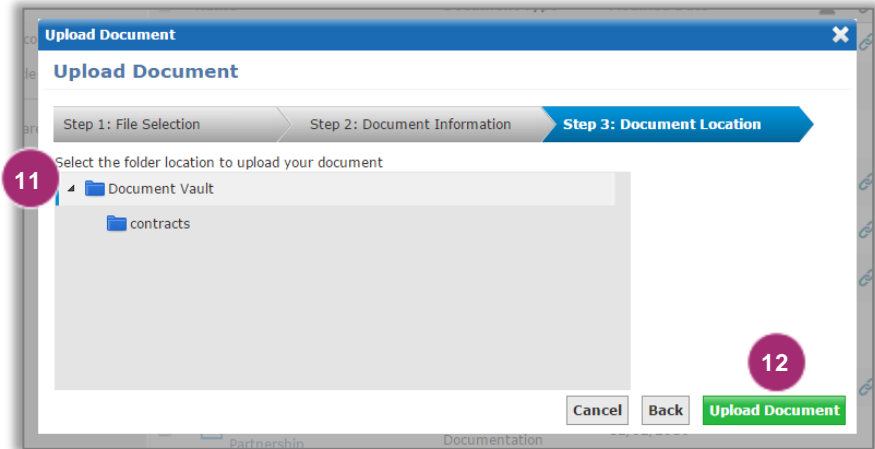 Upload Document
Upload Document
Step 1: File Selection
Step 2: Document Information
Step 3: Document Location
Select the folder location to upload your document
11
Document Vault
contracts
12
Cancel
Back
Upload Document
Partnership
Documentation